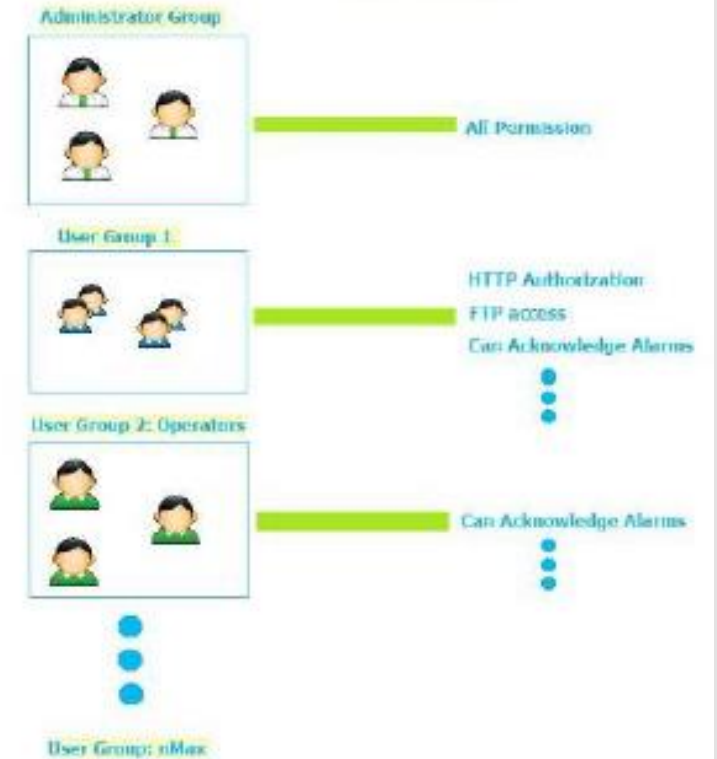 Administrator Group
All Permission
User Group 1
HTTP Authorization
FTP access
Can Acknowledge Alarms
User Group 2: Operators
Can Acknowledge Alarms
User Group: nMax